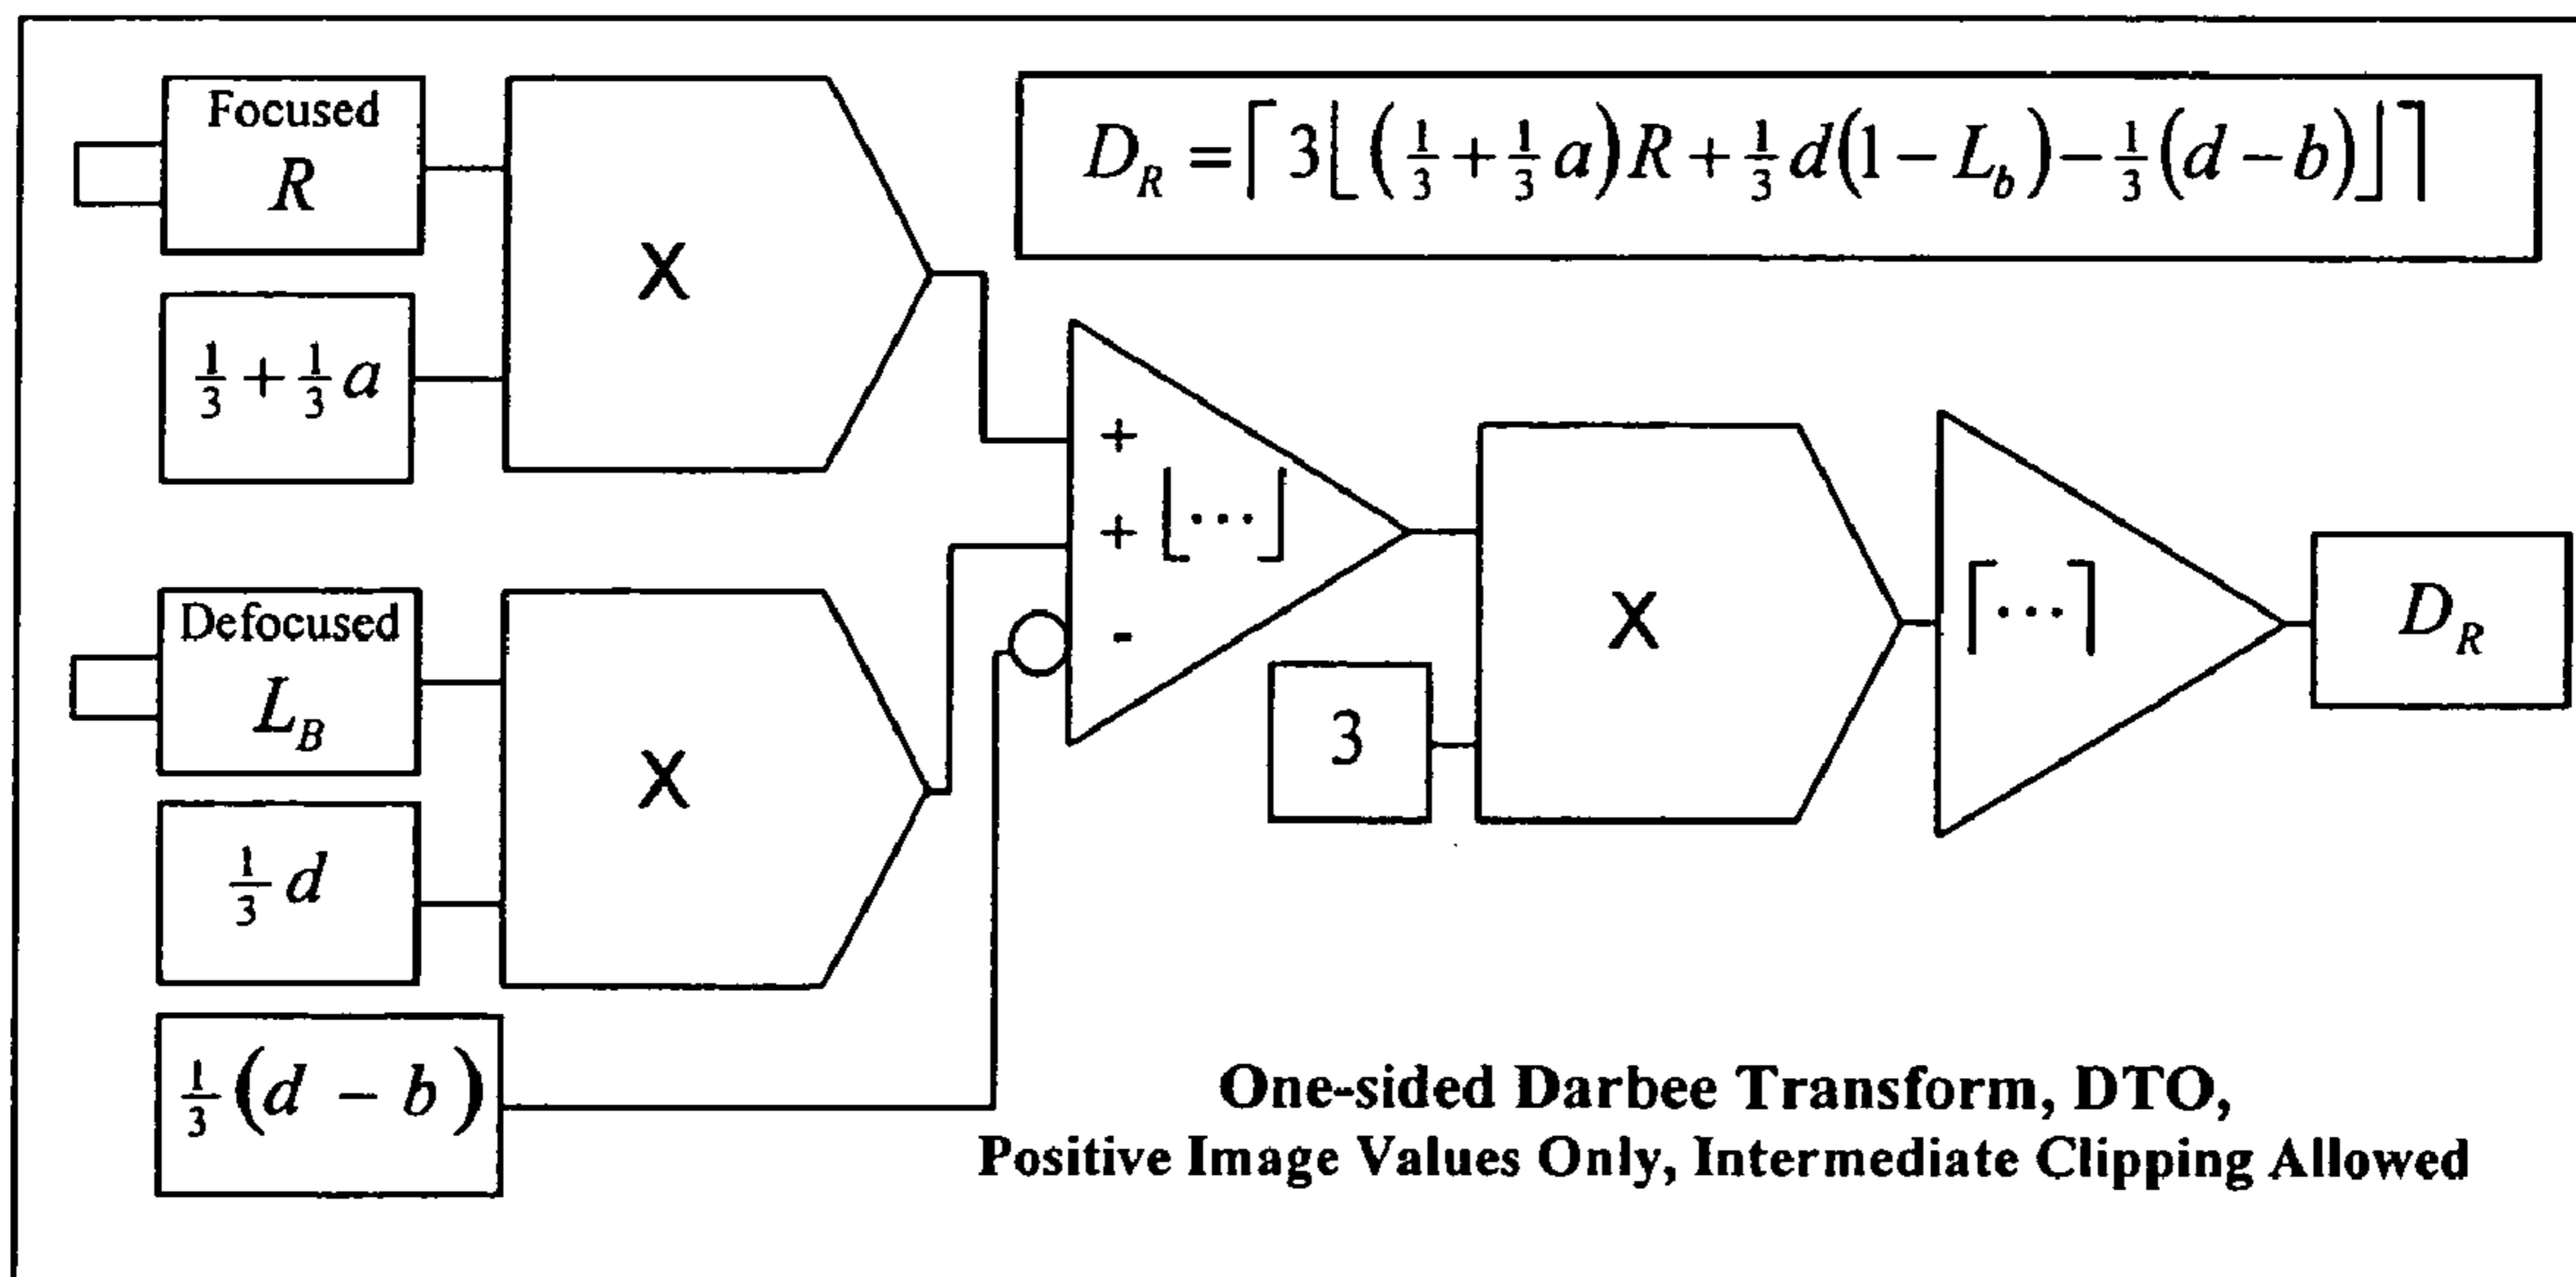 Focused
R
D_R = ⌈3⌊(1/3 + 1/3 a)R + 1/3 d(1 − L_b) − 1/3 (d − b)⌋⌉
X
1/3 + 1/3 a
+
+ ⌊⋯⌋
-
Defocused
L_B
X
1/3 d
1/3 (d − b)
3
X
⌈⋯⌉
D_R
One-sided Darbee Transform, DTO,
Positive Image Values Only, Intermediate Clipping Allowed